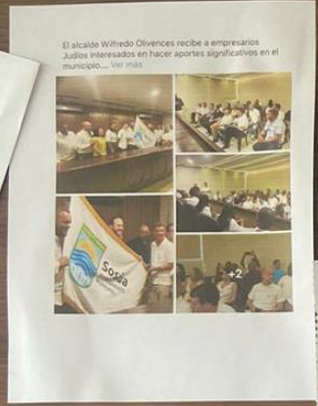 El alcalde Wilfredo Olivences recibe a empresarios
Judíos interesados en hacer aportes significativos en el
municipio.... Ver más
Sosúa
+2